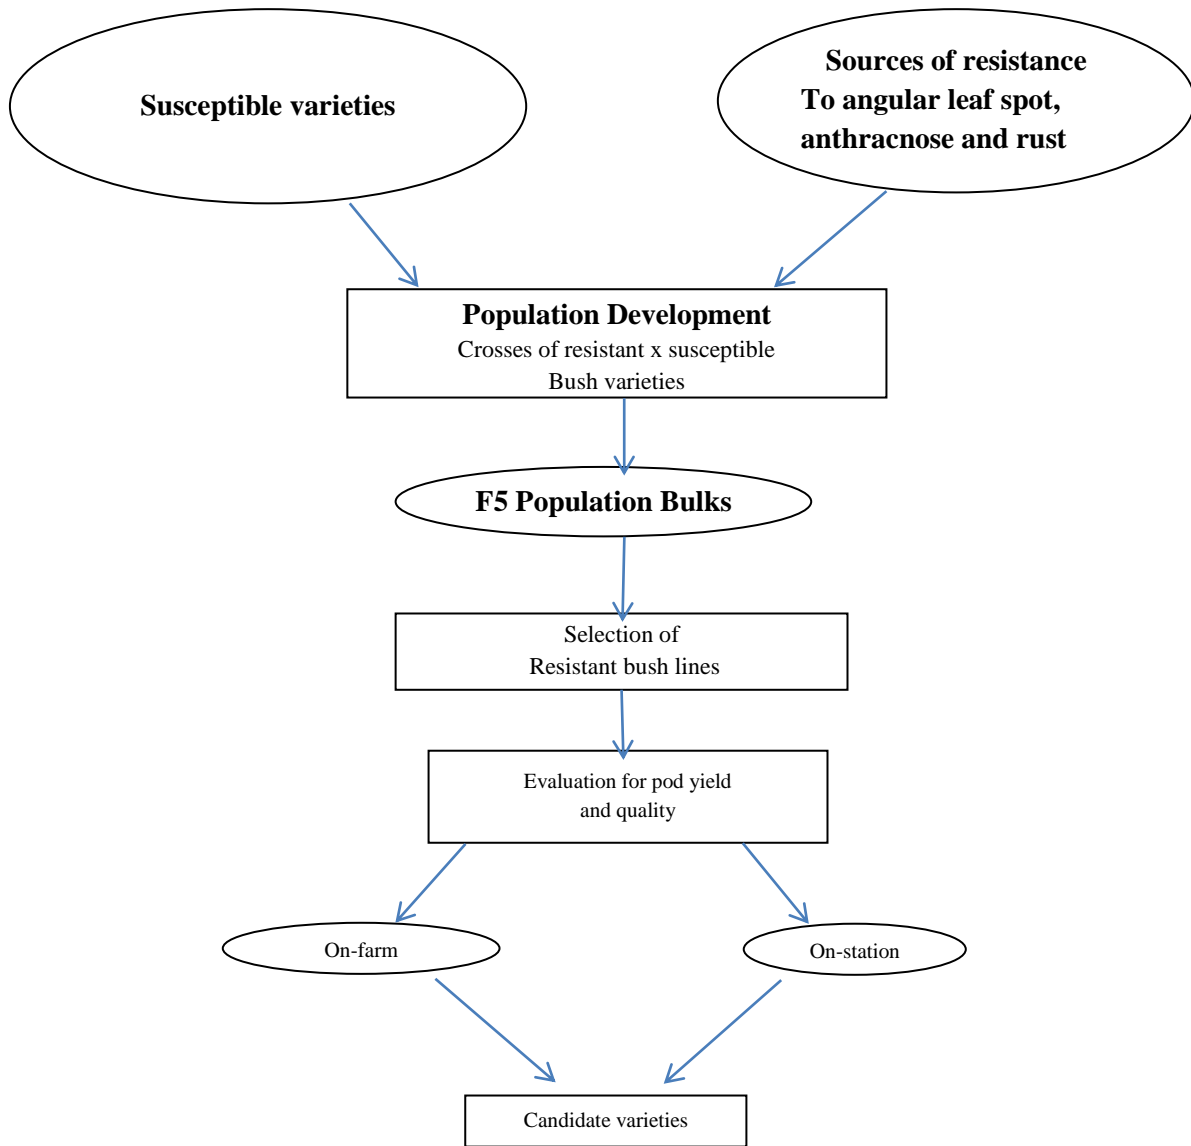 Susceptible varieties
Sources of resistance
To angular leaf spot,
anthracnose and rust
Population Development
Crosses of resistant x susceptible
Bush varieties
F5 Population Bulks
Selection of
Resistant bush lines
Evaluation for pod yield
and quality
On-farm
On-station
Candidate varieties